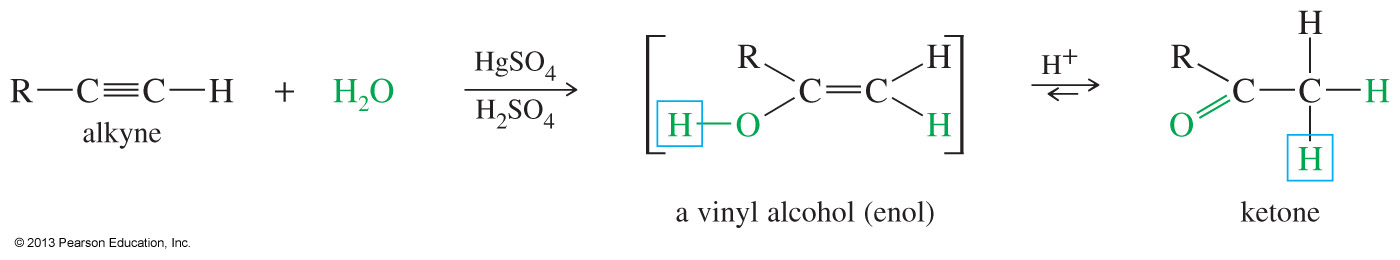 R—C≡C—H + H₂O
alkyne
HgSO₄
H₂SO₄
R H
C=C
H—O H
a vinyl alcohol (enol)
H⁺
H
R
C—C—H
O
H
ketone
© 2013 Pearson Education, Inc.